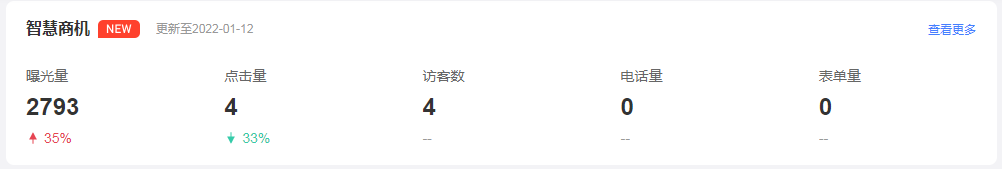 智慧商机 NEW 更新至2022-01-12 查看更多
曝光量 点击量 访客数 电话量 表单量
2793 4 4 0 0
35% 33% -- -- --